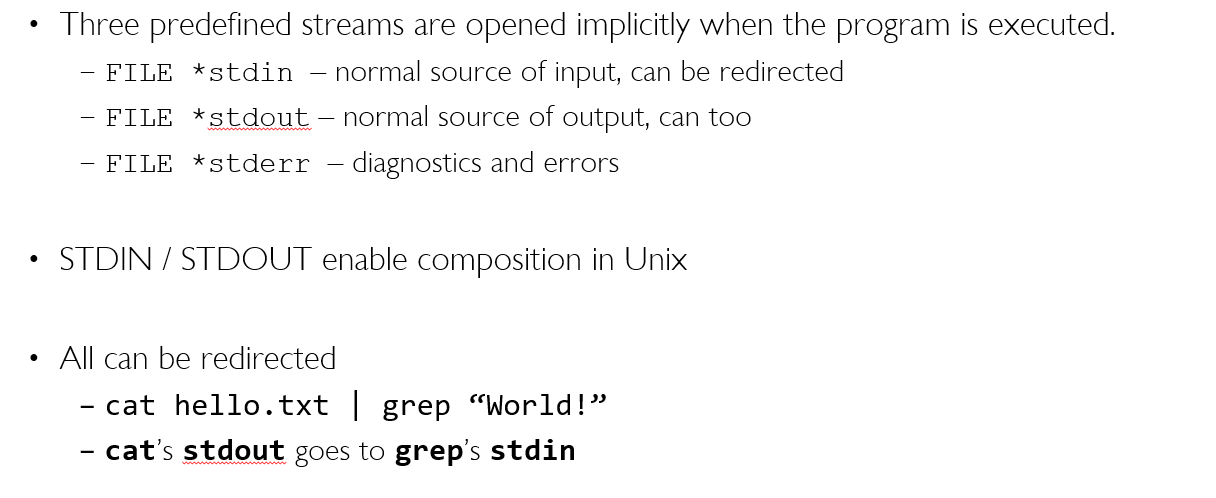 • Three predefined streams are opened implicitly when the program is executed.
– FILE *stdin – normal source of input, can be redirected
– FILE *stdout – normal source of output, can too
– FILE *stderr – diagnostics and errors
• STDIN / STDOUT enable composition in Unix
• All can be redirected
– cat hello.txt | grep “World!”
– cat’s stdout goes to grep’s stdin